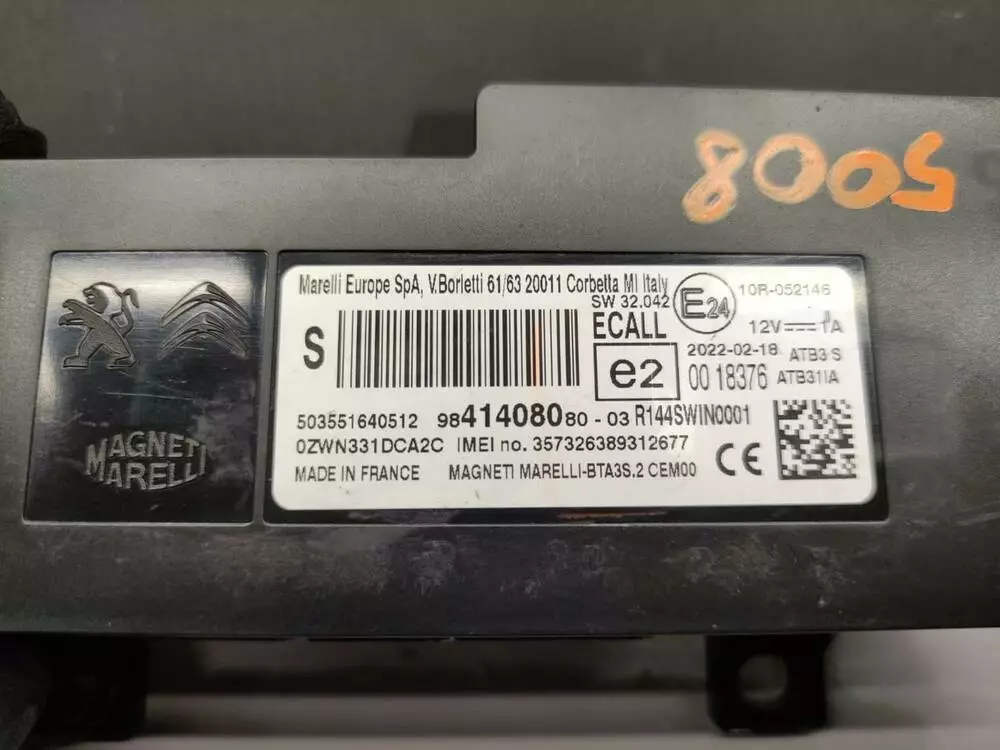 5008
Marelli Europe SpA, V.Borletti 61/63 20011 Corbetta MI Italy
SW 32.042
E24
10R-052146
S
ECALL
12V 1A
e2
2022-02-18 ATB3 S
00 18376 ATB31IA
503551640512 9841408080-03 R144SWIN0001
0ZWN331DCA2C IMEI no. 357326389312677
MADE IN FRANCE MAGNETI MARELLI-BTA3S.2 CEM00
CE
MAGNETI
MARELLI